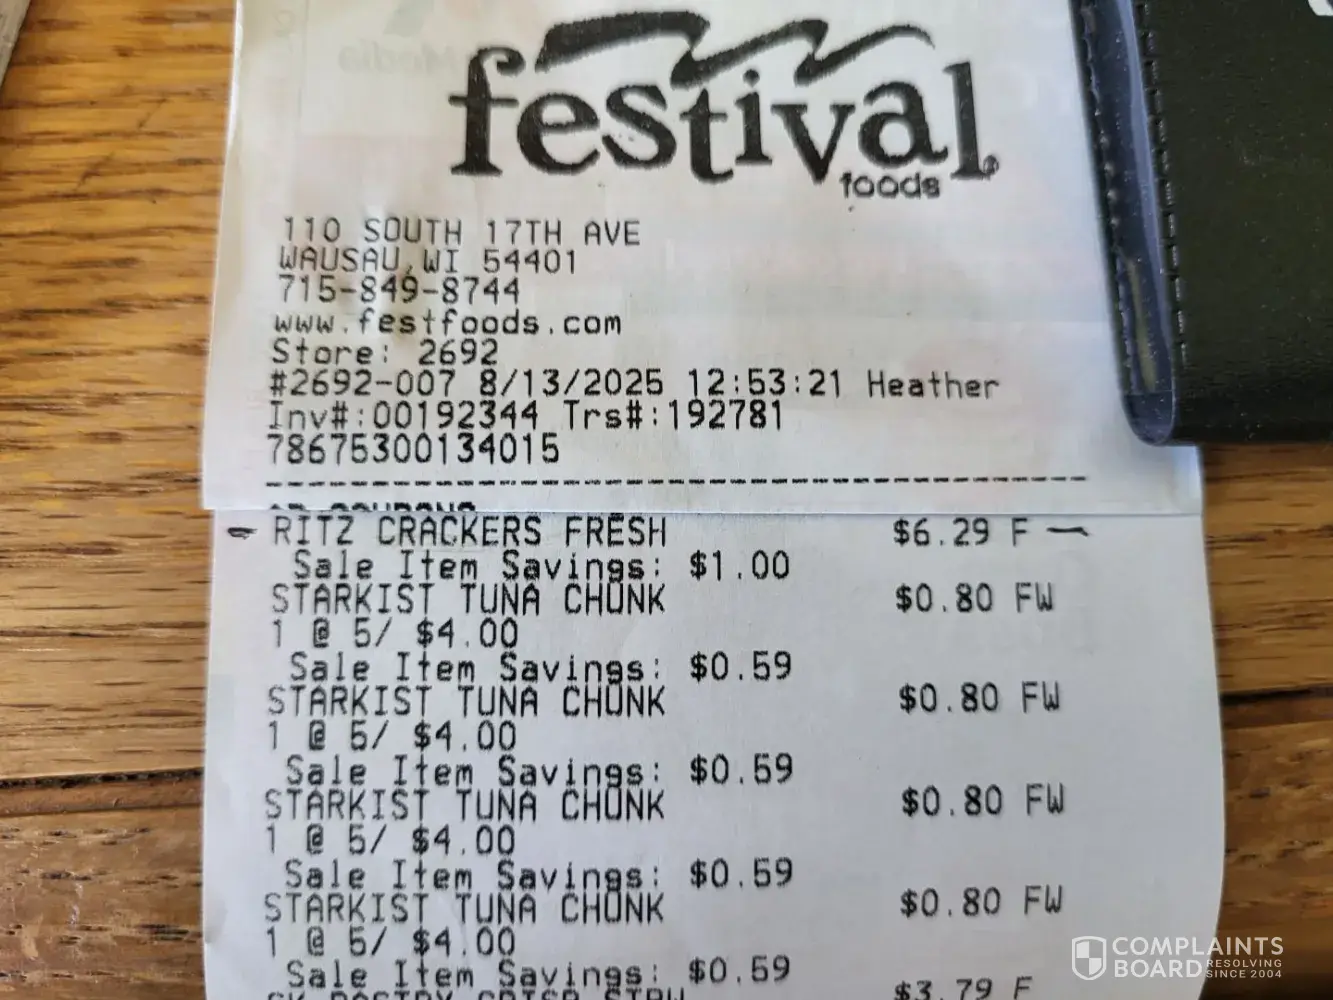 festival
foods
110 SOUTH 17TH AVE
WAUSAU,WI 54401
715-849-8744
www.festfoods.com
Store: 2692
#2692-007 8/13/2025 12:53:21 Heather
Inv#:00192344 Trs#:192781
78675300134015
RITZ CRACKERS FRESH $6.29 F
Sale Item Savings: $1.00
STARKIST TUNA CHUNK $0.80 FW
1 @ 5/ $4.00
Sale Item Savings: $0.59
STARKIST TUNA CHUNK $0.80 FW
1 @ 5/ $4.00
Sale Item Savings: $0.59
STARKIST TUNA CHUNK $0.80 FW
1 @ 5/ $4.00
Sale Item Savings: $0.59
STARKIST TUNA CHUNK $0.80 FW
1 @ 5/ $4.00
Sale Item Savings: $0.59
$3.79 F
COMPLAINTS
BOARD RESOLVING
SINCE 2004